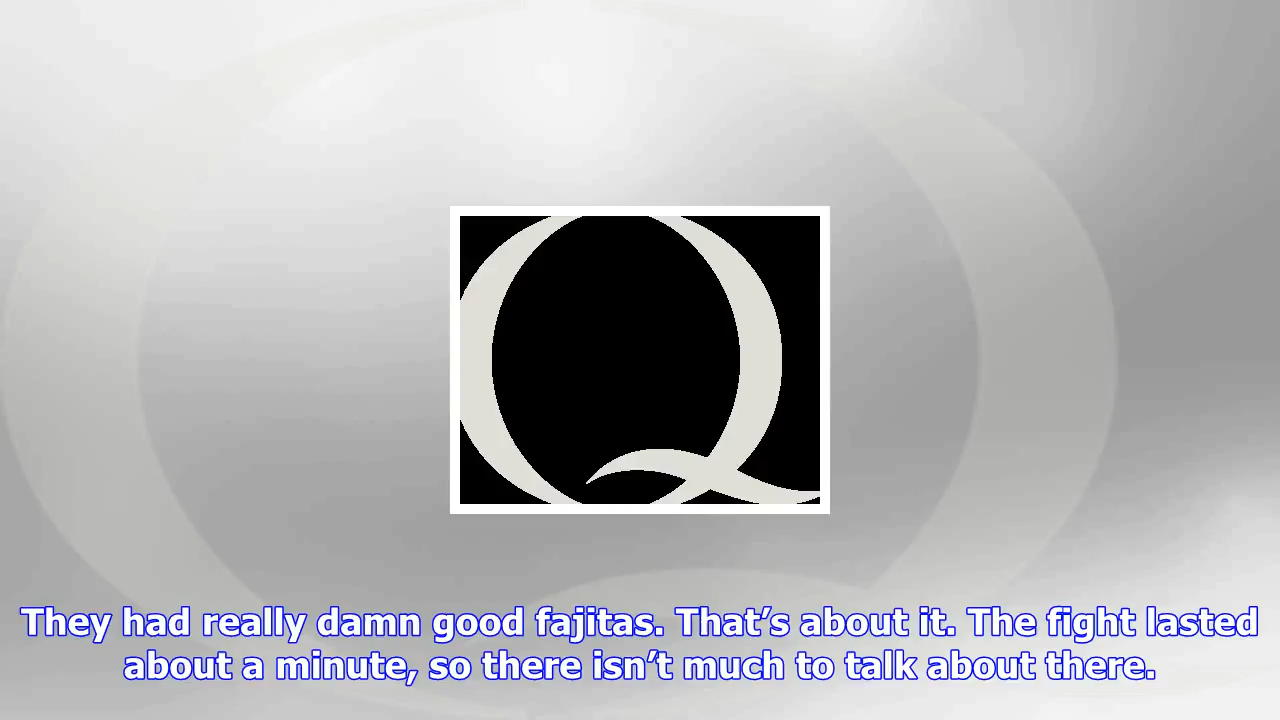 Q
They had really damn good fajitas. That’s about it. The fight lasted
about a minute, so there isn’t much to talk about there.